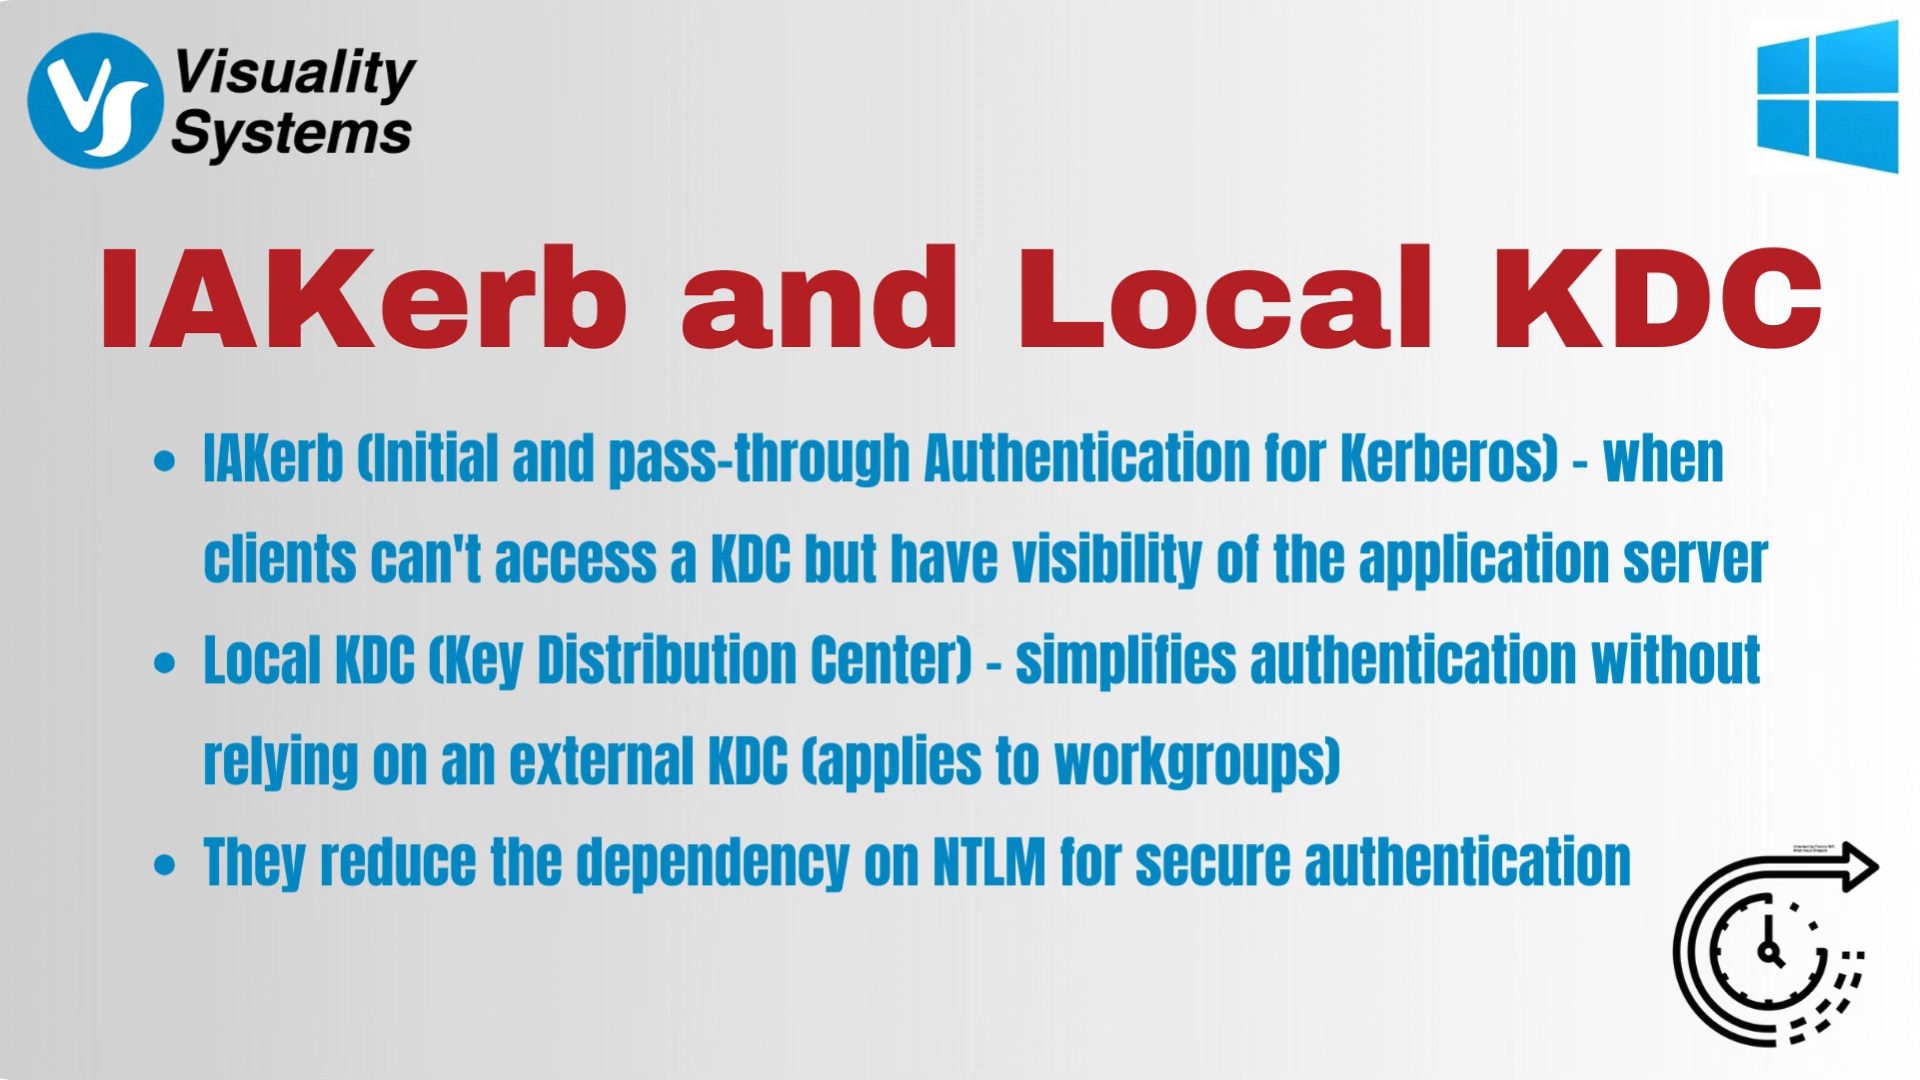 Visuality
Systems
IAKerb and Local KDC
• IAKerb (Initial and pass-through Authentication for Kerberos) - when
clients can't access a KDC but have visibility of the application server
• Local KDC (Key Distribution Center) - simplifies authentication without
relying on an external KDC (applies to workgroups)
• They reduce the dependency on NTLM for secure authentication